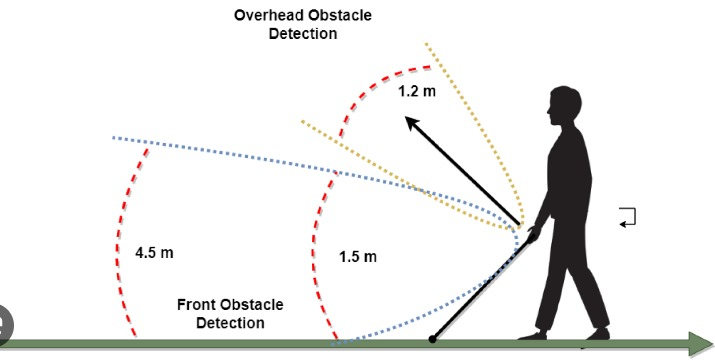 Overhead Obstacle
Detection
1.2 m
4.5 m
1.5 m
Front Obstacle
Detection